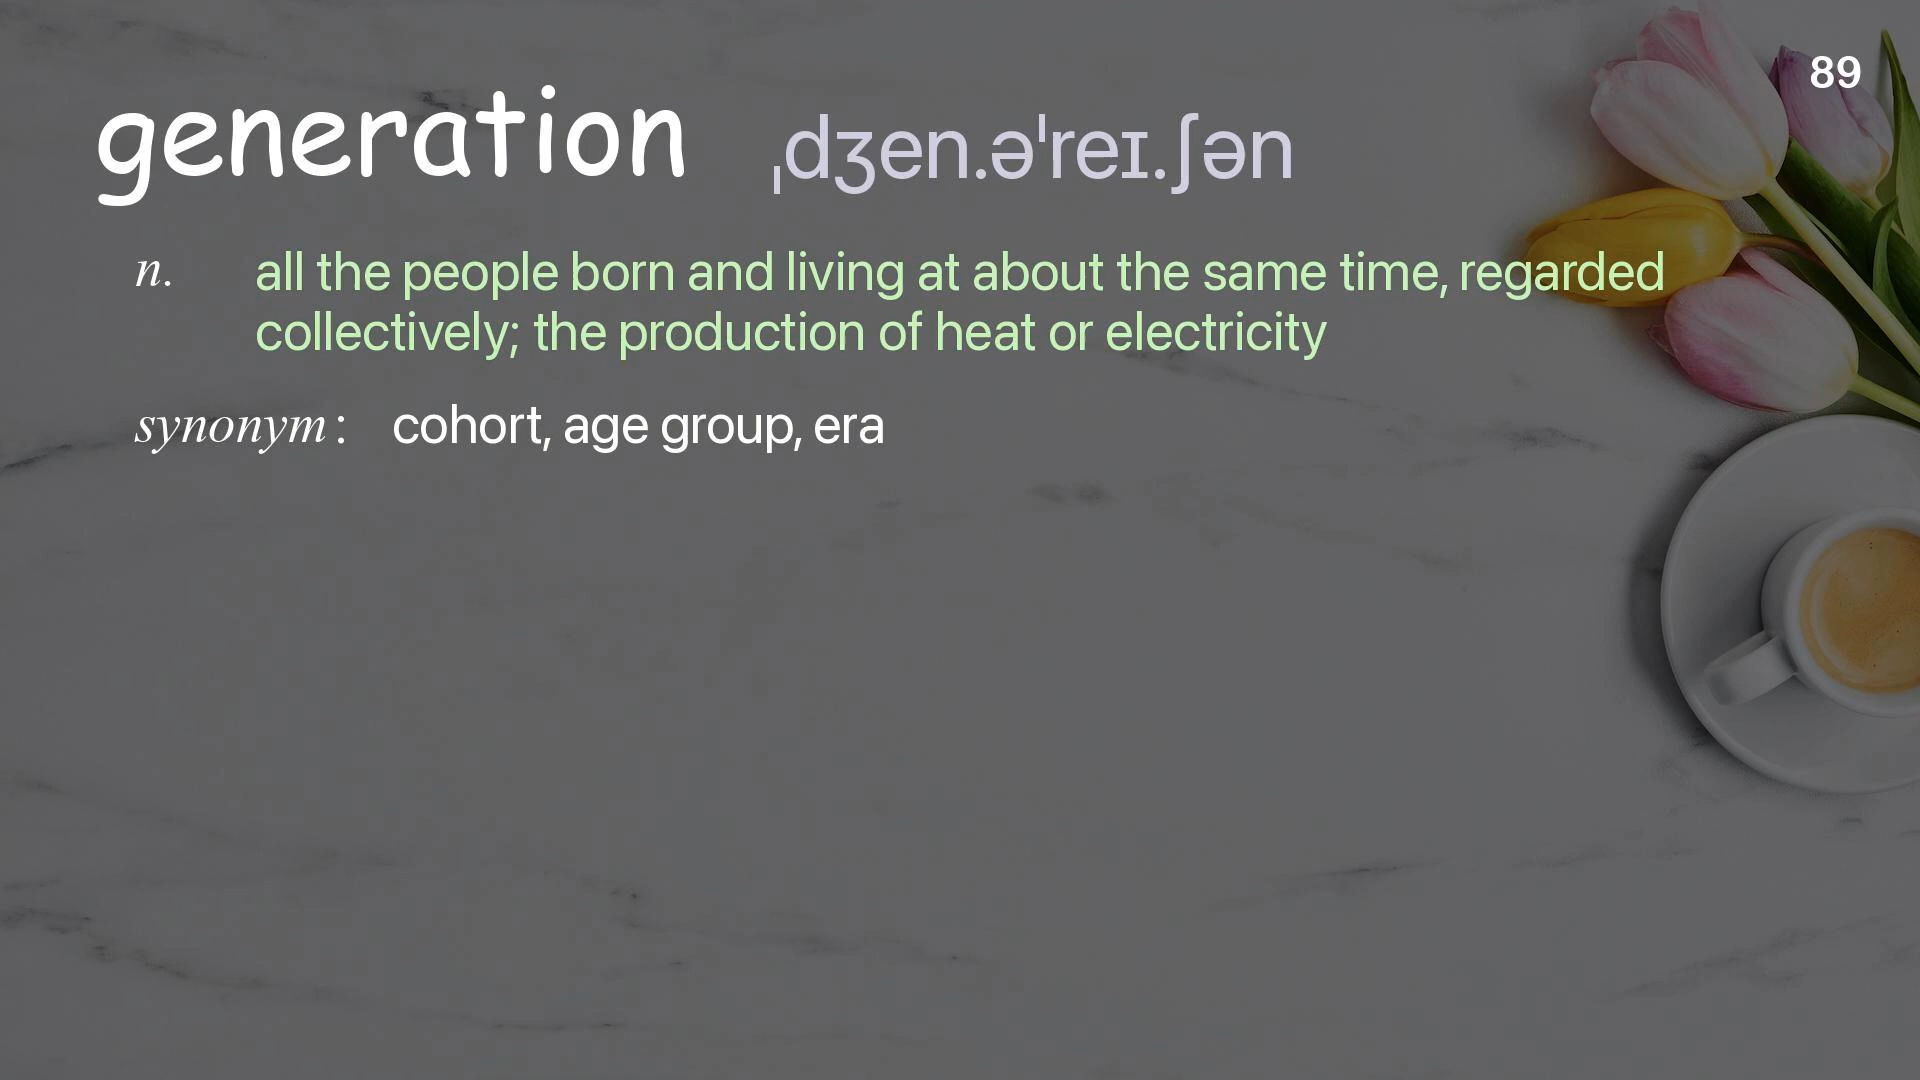 89
generation ˌdʒen.əˈreɪ.ʃən
n. all the people born and living at about the same time, regarded
collectively; the production of heat or electricity
synonym: cohort, age group, era